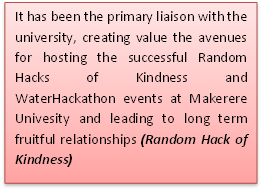 It has been the primary liaison with the
university, creating value the avenues
for hosting the successful Random
Hacks of Kindness and
WaterHackathon events at Makerere
Univesity and leading to long term
fruitful relationships (Random Hack of
Kindness)